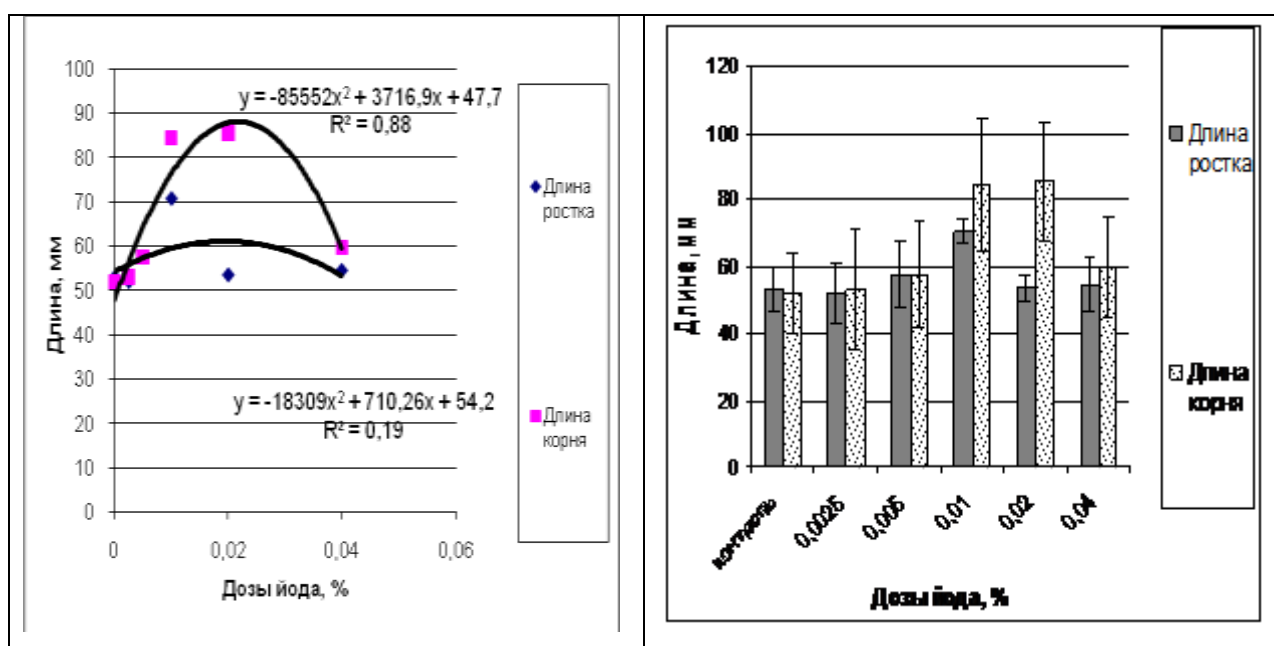 100
90
80
70
60
50
40
30
20
10
0
Длина, мм
y = -85552x² + 3716,9x + 47,7
R² = 0,88
y = -18309x² + 710,26x + 54,2
R² = 0,19
0 0,02 0,04 0,06
Дозы йода, %
Длина
ростка
Длина
корня
120
100
80
60
40
20
0
Длина, мм
контроль 0,0025 0,005 0,01 0,02 0,04
Дозы йода, %
Длина
ростка
Длина
корня